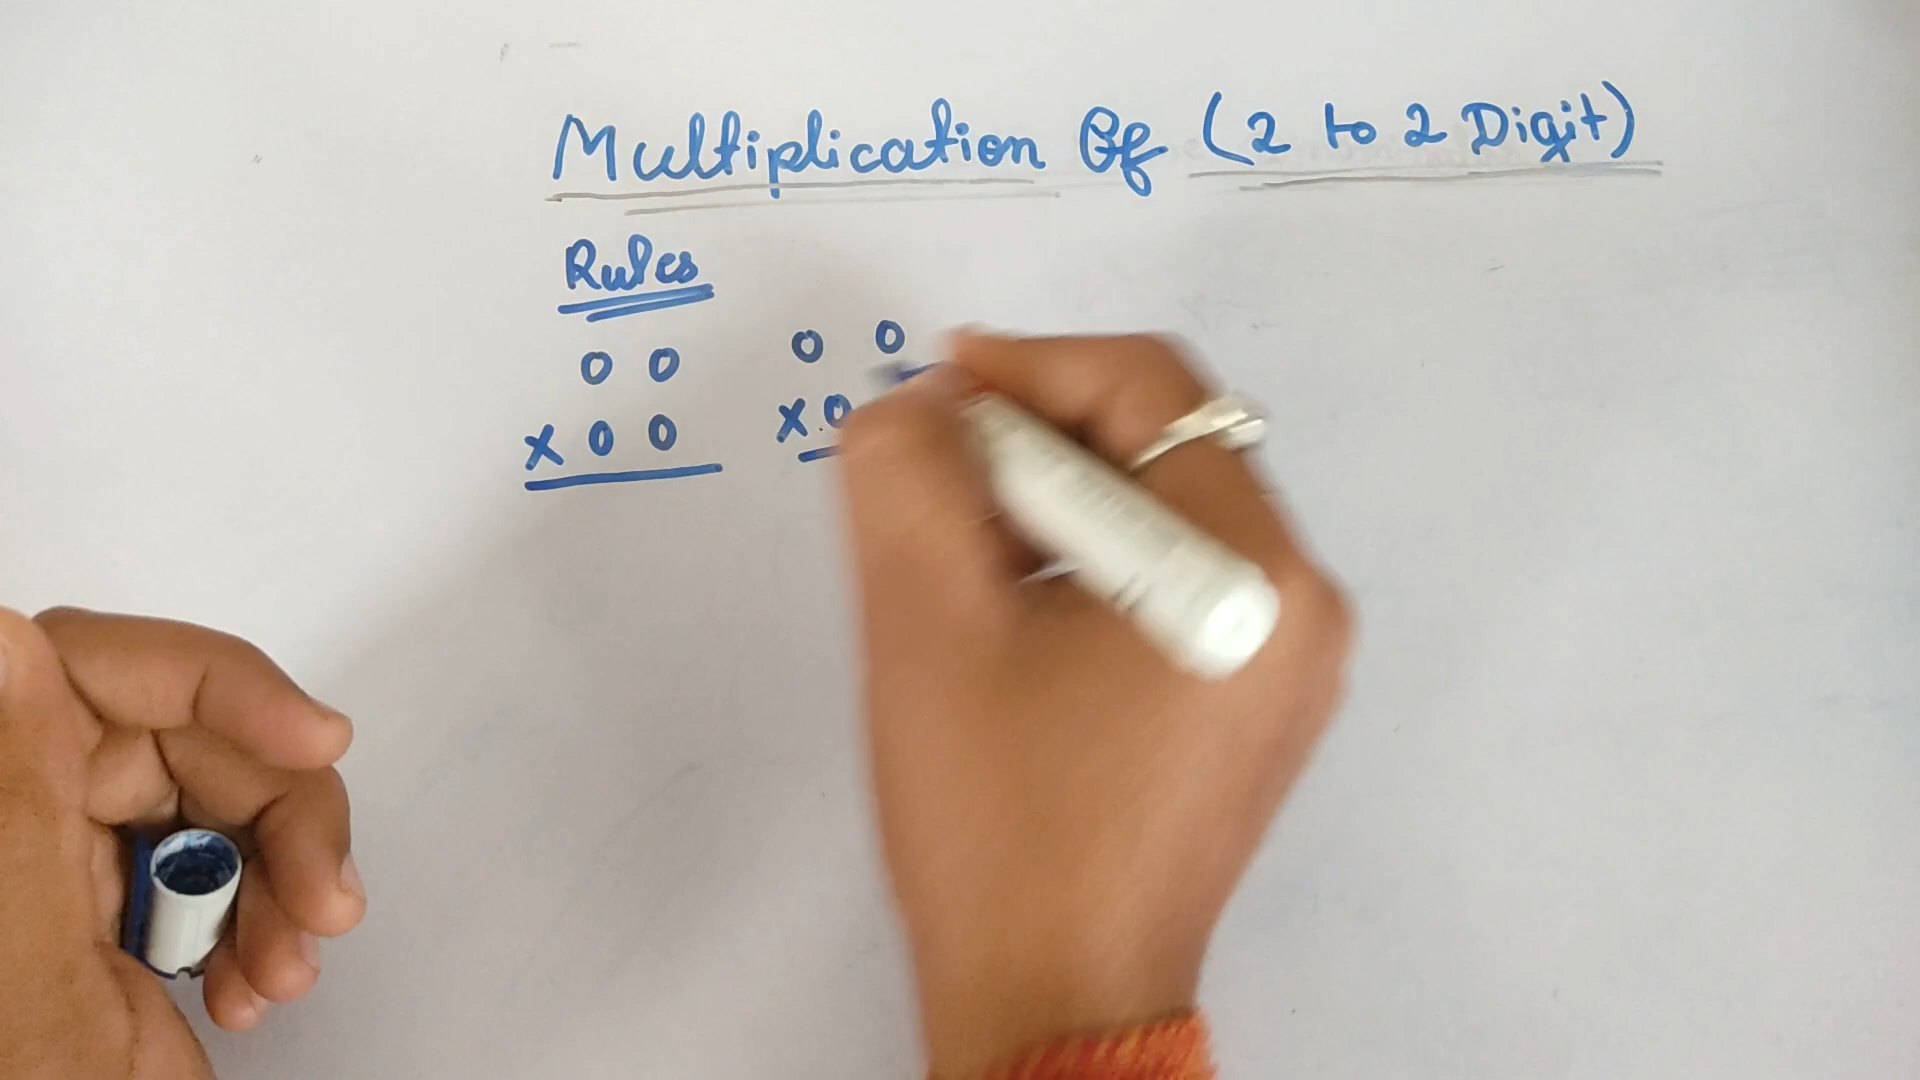 Multiplication Of (2 to 2 Digit)
Rules
0 0 0 0
x 0 0 x 0